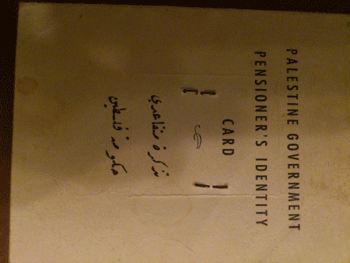 PALESTINE GOVERNMENT
PENSIONER'S IDENTITY
CARD
تذكرة متقاعدي
حكومة فلسطين